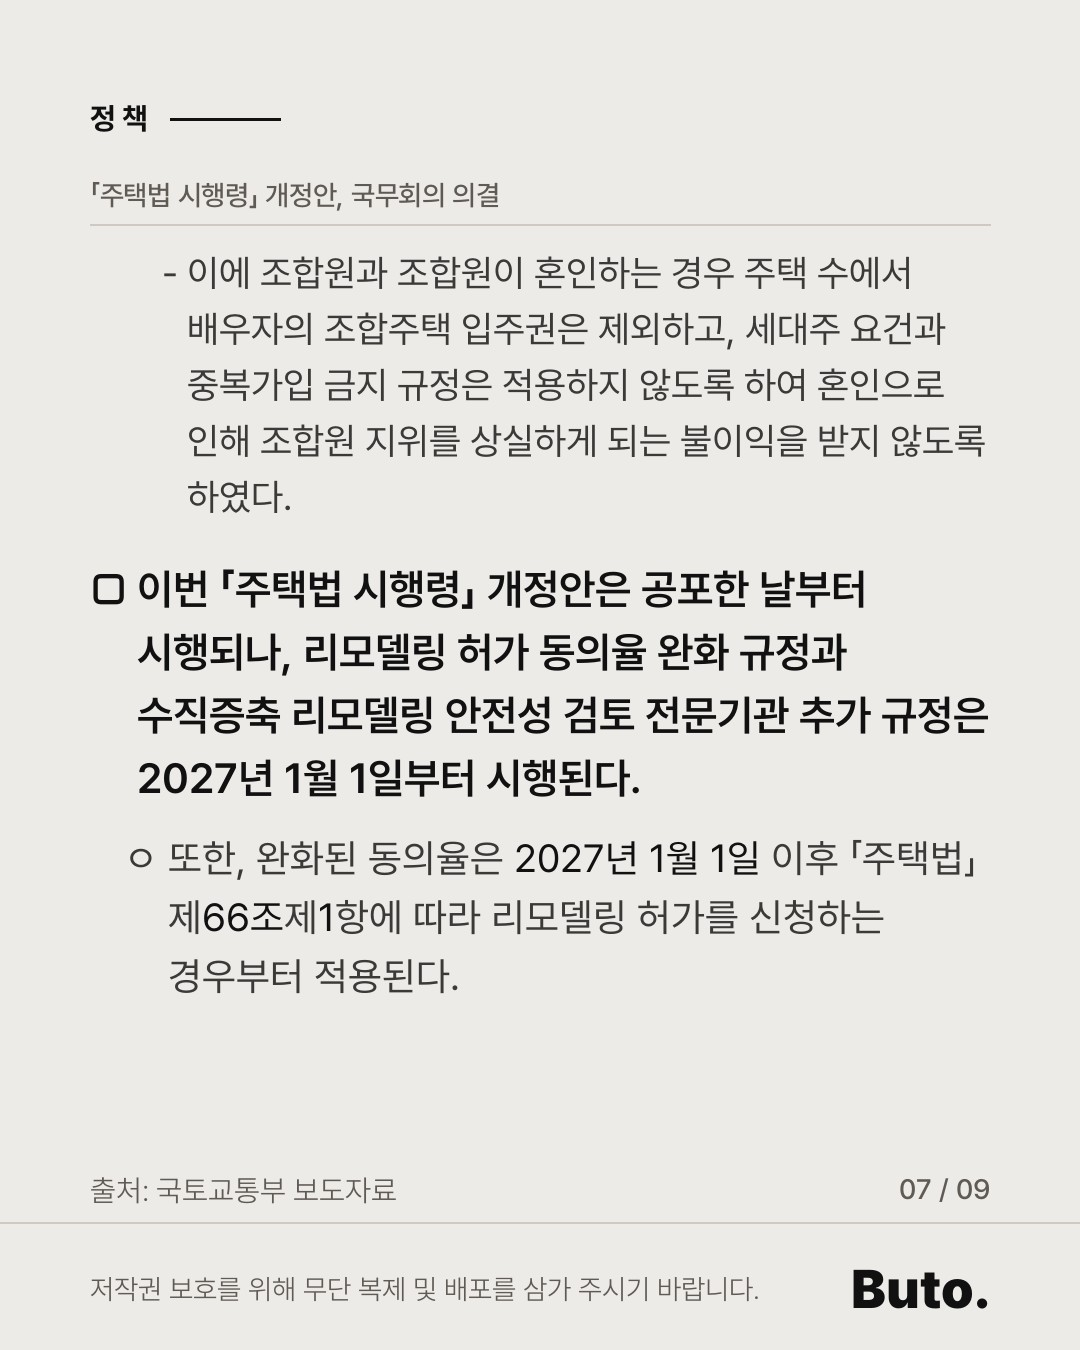 정 책
「주택법 시행령」 개정안, 국무회의 의결
- 이에 조합원과 조합원이 혼인하는 경우 주택 수에서
배우자의 조합주택 입주권은 제외하고, 세대주 요건과
중복가입 금지 규정은 적용하지 않도록 하여 혼인으로
인해 조합원 지위를 상실하게 되는 불이익을 받지 않도록
하였다.
□ 이번 「주택법 시행령」 개정안은 공포한 날부터
시행되나, 리모델링 허가 동의율 완화 규정과
수직증축 리모델링 안전성 검토 전문기관 추가 규정은
2027년 1월 1일부터 시행된다.
ㅇ 또한, 완화된 동의율은 2027년 1월 1일 이후 「주택법」
제66조제1항에 따라 리모델링 허가를 신청하는
경우부터 적용된다.
출처: 국토교통부 보도자료
07 / 09
저작권 보호를 위해 무단 복제 및 배포를 삼가 주시기 바랍니다.
Buto.